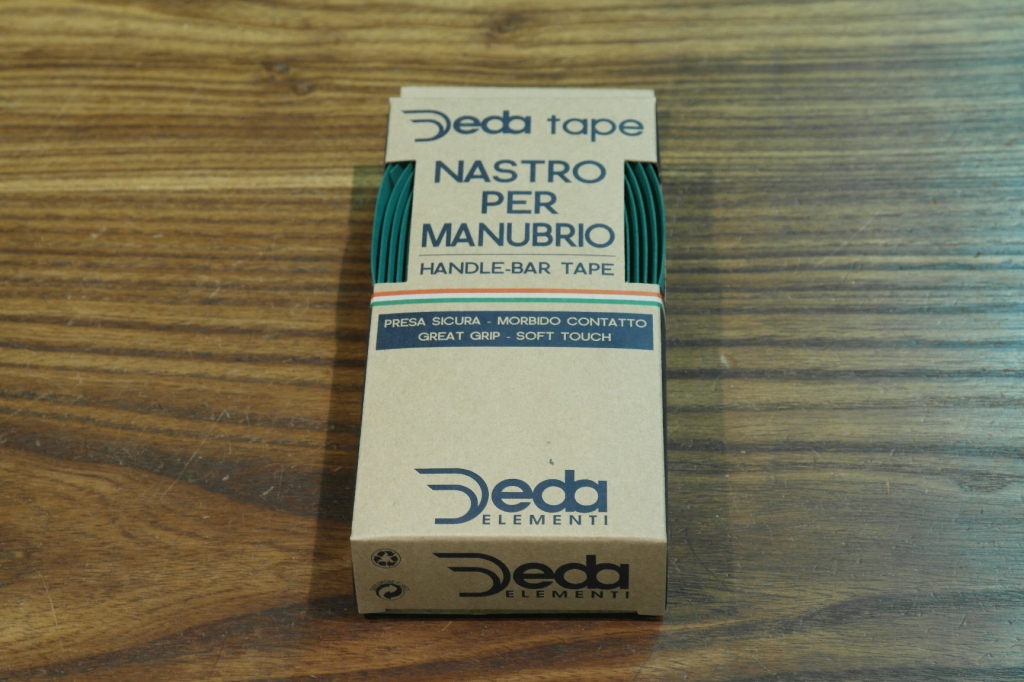 Deda tape
NASTRO
PER
MANUBRIO
HANDLE-BAR TAPE
PRESA SICURA - MORBIDO CONTATTO
GREAT GRIP - SOFT TOUCH
Deda
ELEMENTI
Deda
ELEMENTI